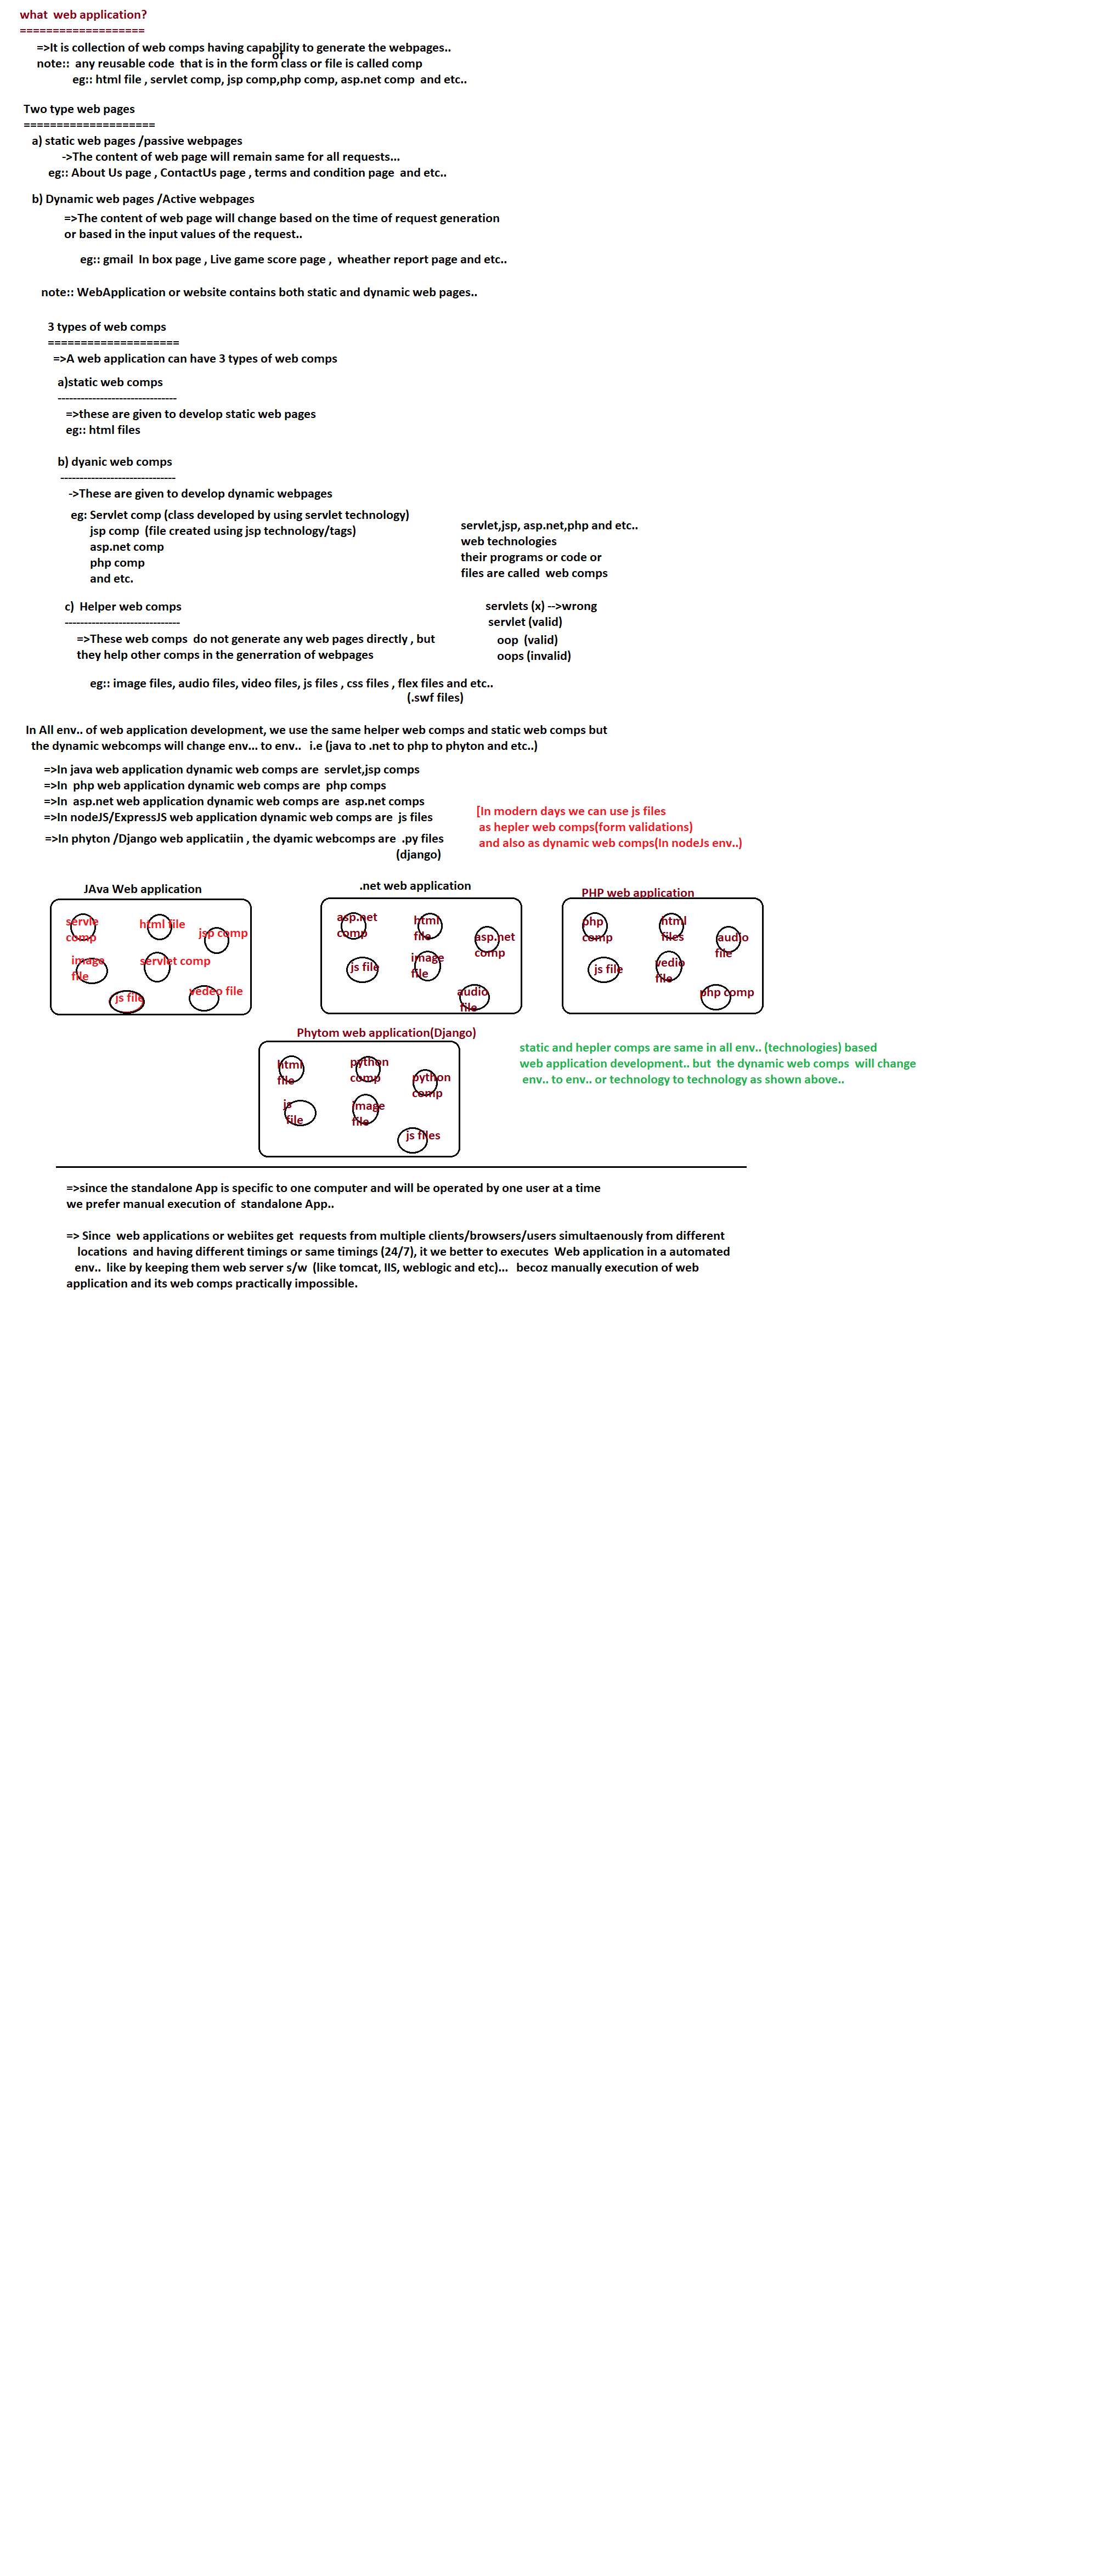 what  web application?
===================
=>It is collection of web comps having capability to generate the webpages..
of
note::  any reusable code  that is in the form class or file is called comp
eg:: html file , servlet comp, jsp comp,php comp, asp.net comp  and etc..
Two type web pages
====================
a) static web pages /passive webpages
->The content of web page will remain same for all requests...
eg:: About Us page , ContactUs page , terms and condition page  and etc..
b) Dynamic web pages /Active webpages
=>The content of web page will change based on the time of request generation
or based in the input values of the request..
eg:: gmail  In box page , Live game score page ,  wheather report page and etc..
note:: WebApplication or website contains both static and dynamic web pages..
3 types of web comps
====================
=>A web application can have 3 types of web comps
a)static web comps
-------------------------------
=>these are given to develop static web pages
eg:: html files
b) dyanic web comps
------------------------------
->These are given to develop dynamic webpages
eg: Servlet comp (class developed by using servlet technology)
jsp comp  (file created using jsp technology/tags)
asp.net comp
php comp
and etc.
servlet,jsp, asp.net,php and etc..
web technologies
their programs or code or
files are called  web comps
c)  Helper web comps
------------------------------
=>These web comps  do not generate any web pages directly , but
they help other comps in the generration of webpages
servlets (x) -->wrong
servlet (valid)
oop  (valid)
oops (invalid)
eg:: image files, audio files, video files, js files , css files , flex files and etc..
(.swf files)
In All env.. of web application development, we use the same helper web comps and static web comps but
the dynamic webcomps will change env... to env..   i.e (java to .net to php to phyton and etc..)
=>In java web application dynamic web comps are  servlet,jsp comps
=>In  php web application dynamic web comps are  php comps
=>In  asp.net web application dynamic web comps are  asp.net comps
=>In nodeJS/ExpressJS web application dynamic web comps are  js files
=>In phyton /Django web applicatiin , the dyamic webcomps are  .py files
(django)
[In modern days we can use js files
as hepler web comps(form validations)
and also as dynamic web comps(In nodeJs env..)
JAva Web application
servle
comp
html file
jsp comp
image
file
servlet comp
js file
vedeo file
.net web application
asp.net
comp
html
file
asp.net
comp
js file
image
file
audio
file
PHP web application
php
comp
html
files
audio
file
js file
vedio
file
php comp
Phytom web application(Django)
html
file
python
comp
python
comp
js
file
image
file
js files
static and hepler comps are same in all env.. (technologies) based
web application development.. but  the dynamic web comps  will change
env.. to env.. or technology to technology as shown above..
=>since the standalone App is specific to one computer and will be operated by one user at a time
we prefer manual execution of  standalone App..
=> Since  web applications or webiites get  requests from multiple clients/browsers/users simultaenously from different
locations  and having different timings or same timings (24/7), it we better to executes  Web application in a automated
env..  like by keeping them web server s/w  (like tomcat, IIS, weblogic and etc)...   becoz manually execution of web
application and its web comps practically impossible.